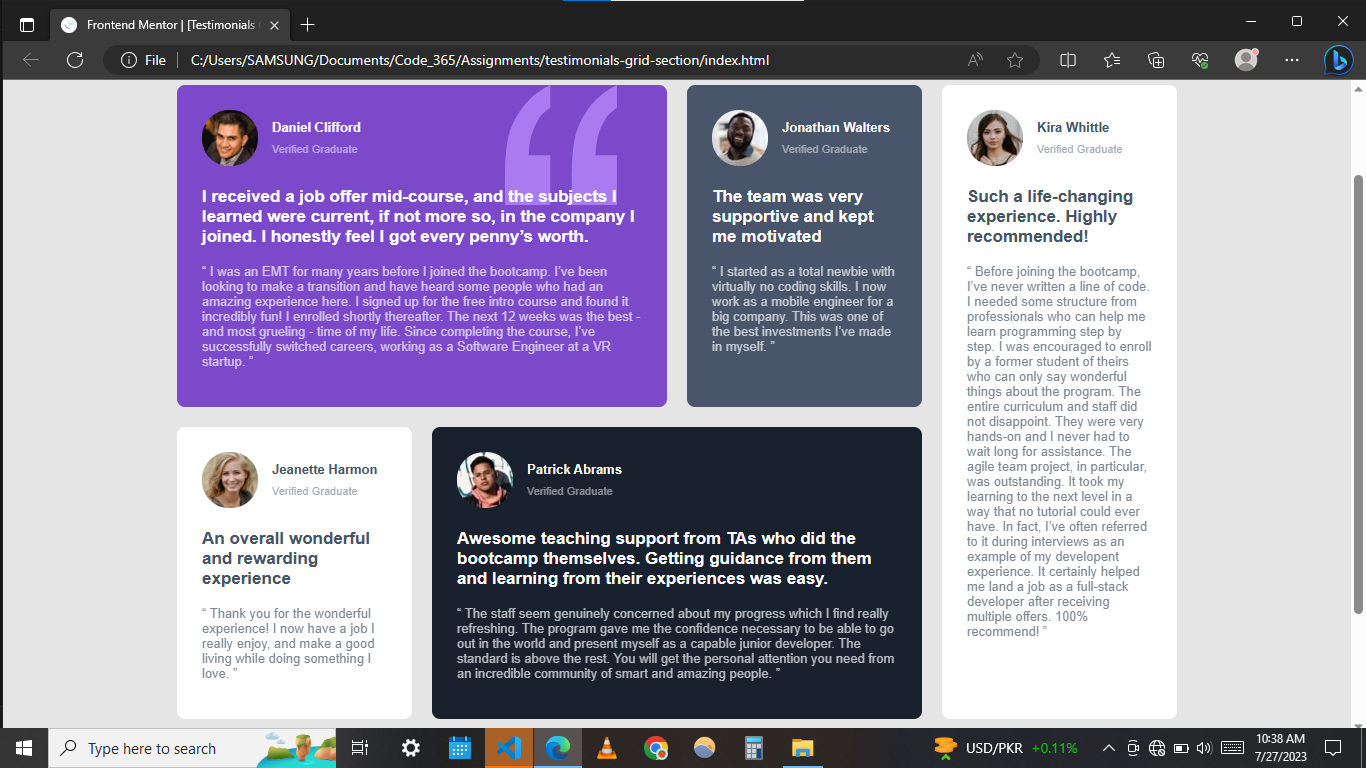 Frontend Mentor | [Testimonials
File
C:/Users/SAMSUNG/Documents/Code_365/Assignments/testimonials-grid-section/index.html
Daniel Clifford
Verified Graduate
I received a job offer mid-course, and the subjects I
learned were current, if not more so, in the company I
joined. I honestly feel I got every penny’s worth.
“ I was an EMT for many years before I joined the bootcamp. I’ve been
looking to make a transition and have heard some people who had an
amazing experience here. I signed up for the free intro course and found it
incredibly fun! I enrolled shortly thereafter. The next 12 weeks was the best -
and most grueling - time of my life. Since completing the course, I’ve
successfully switched careers, working as a Software Engineer at a VR
startup. ”
Jonathan Walters
Verified Graduate
The team was very
supportive and kept
me motivated
“ I started as a total newbie with
virtually no coding skills. I now
work as a mobile engineer for a
big company. This was one of
the best investments I’ve made
in myself. ”
Kira Whittle
Verified Graduate
Such a life-changing
experience. Highly
recommended!
“ Before joining the bootcamp,
I’ve never written a line of code.
I needed some structure from
professionals who can help me
learn programming step by
step. I was encouraged to enroll
by a former student of theirs
who can only say wonderful
things about the program. The
entire curriculum and staff did
not disappoint. They were very
hands-on and I never had to
wait long for assistance. The
agile team project, in particular,
was outstanding. It took my
learning to the next level in a
way that no tutorial could ever
have. In fact, I’ve often referred
to it during interviews as an
example of my developent
experience. It certainly helped
me land a job as a full-stack
developer after receiving
multiple offers. 100%
recommend! ”
Jeanette Harmon
Verified Graduate
An overall wonderful
and rewarding
experience
“ Thank you for the wonderful
experience! I now have a job I
really enjoy, and make a good
living while doing something I
love. ”
Patrick Abrams
Verified Graduate
Awesome teaching support from TAs who did the
bootcamp themselves. Getting guidance from them
and learning from their experiences was easy.
“ The staff seem genuinely concerned about my progress which I find really
refreshing. The program gave me the confidence necessary to be able to go
out in the world and present myself as a capable junior developer. The
standard is above the rest. You will get the personal attention you need from
an incredible community of smart and amazing people. ”
Type here to search
USD/PKR +0.11%
10:38 AM
7/27/2023